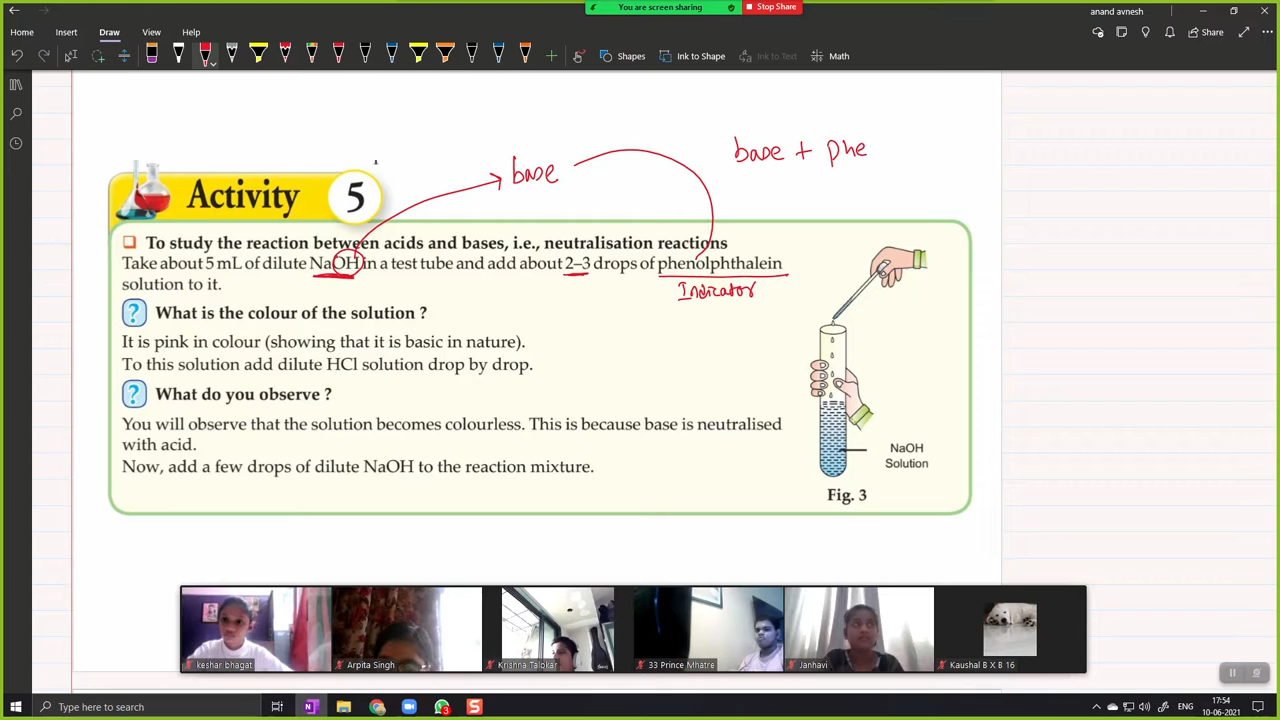 You are screen sharing
Stop Share
anand avnesh
Home Insert Draw View Help
Shapes
Ink to Shape
Ink to Text
Math
Share
base
base + phe
Activity 5
To study the reaction between acids and bases, i.e., neutralisation reactions
Take about 5 mL of dilute NaOH in a test tube and add about 2–3 drops of phenolphthalein
solution to it.
Indicator
? What is the colour of the solution ?
It is pink in colour (showing that it is basic in nature).
To this solution add dilute HCl solution drop by drop.
? What do you observe ?
You will observe that the solution becomes colourless. This is because base is neutralised
with acid.
Now, add a few drops of dilute NaOH to the reaction mixture.
NaOH
Solution
Fig. 3
keshar bhagat
Arpita Singh
Krishna Talokar
33 Prince Mhatre
Janhavi
Kaushal B X B 16
Type here to search
3
S
ENG
17:54
10-06-2021